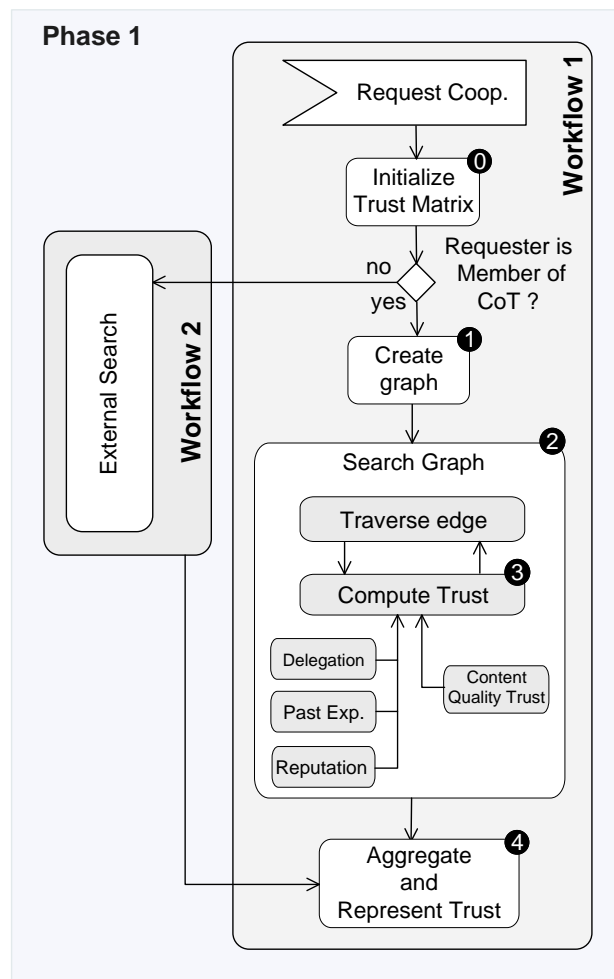 Phase 1
Workflow 1
Request Coop.
0
Initialize
Trust Matrix
Requester is
Member of
CoT ?
no
yes
1
Create
graph
Workflow 2
External Search
2
Search Graph
Traverse edge
3
Compute Trust
Delegation
Content
Quality Trust
Past Exp.
Reputation
4
Aggregate
and
Represent Trust